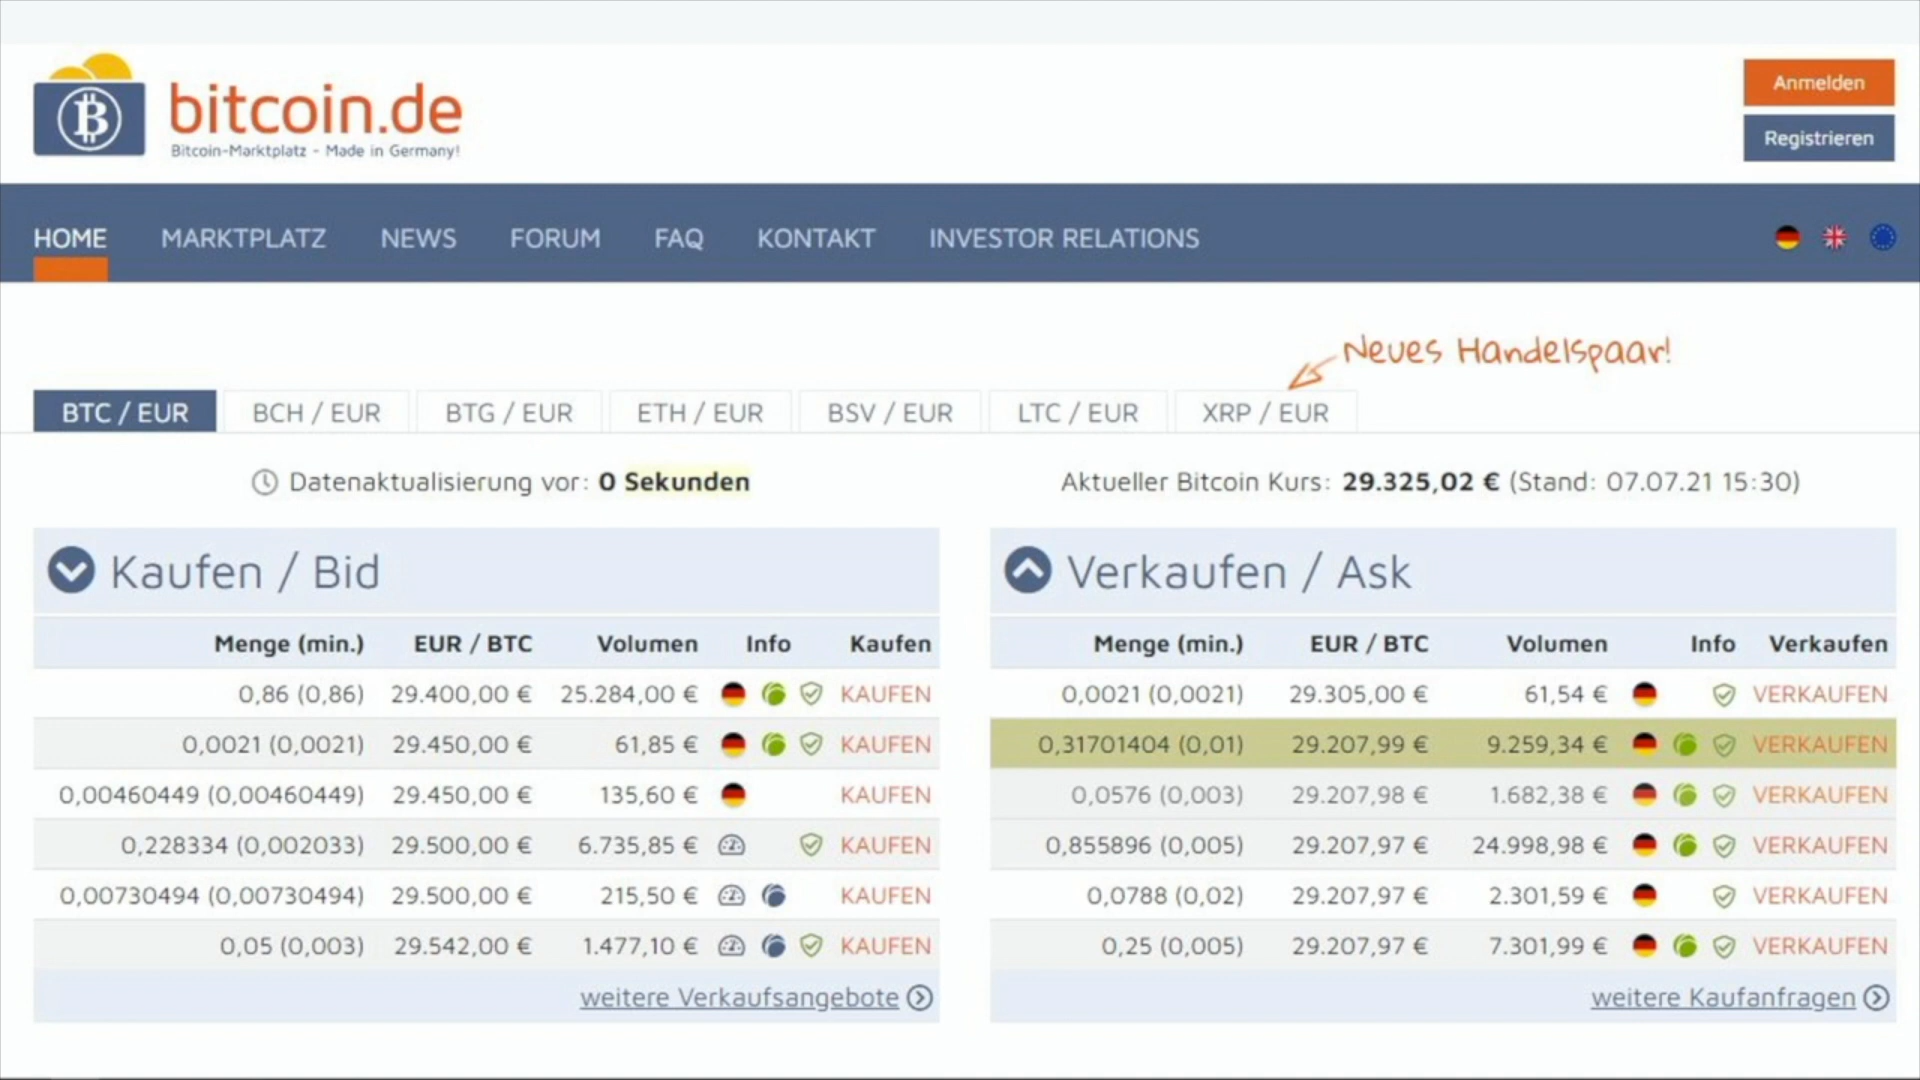 bitcoin.de
Bitcoin-Marktplatz - Made in Germany!
Anmelden
Registrieren
HOME MARKTPLATZ NEWS FORUM FAQ KONTAKT INVESTOR RELATIONS
Neues Handelspaar!
BTC / EUR BCH / EUR BTG / EUR ETH / EUR BSV / EUR LTC / EUR XRP / EUR
Datenaktualisierung vor: 0 Sekunden
Aktueller Bitcoin Kurs: 29.325,02 € (Stand: 07.07.21 15:30)
Kaufen / Bid
Menge (min.) EUR / BTC Volumen Info Kaufen
0,86 (0,86) 29.400,00 € 25.284,00 € KAUFEN
0,0021 (0,0021) 29.450,00 € 61,85 € KAUFEN
0,00460449 (0,00460449) 29.450,00 € 135,60 € KAUFEN
0,228334 (0,002033) 29.500,00 € 6.735,85 € KAUFEN
0,00730494 (0,00730494) 29.500,00 € 215,50 € KAUFEN
0,05 (0,003) 29.542,00 € 1.477,10 € KAUFEN
weitere Verkaufsangebote
Verkaufen / Ask
Menge (min.) EUR / BTC Volumen Info Verkaufen
0,0021 (0,0021) 29.305,00 € 61,54 € VERKAUFEN
0,31701404 (0,01) 29.207,99 € 9.259,34 € VERKAUFEN
0,0576 (0,003) 29.207,98 € 1.682,38 € VERKAUFEN
0,855896 (0,005) 29.207,97 € 24.998,98 € VERKAUFEN
0,0788 (0,02) 29.207,97 € 2.301,59 € VERKAUFEN
0,25 (0,005) 29.207,97 € 7.301,99 € VERKAUFEN
weitere Kaufanfragen